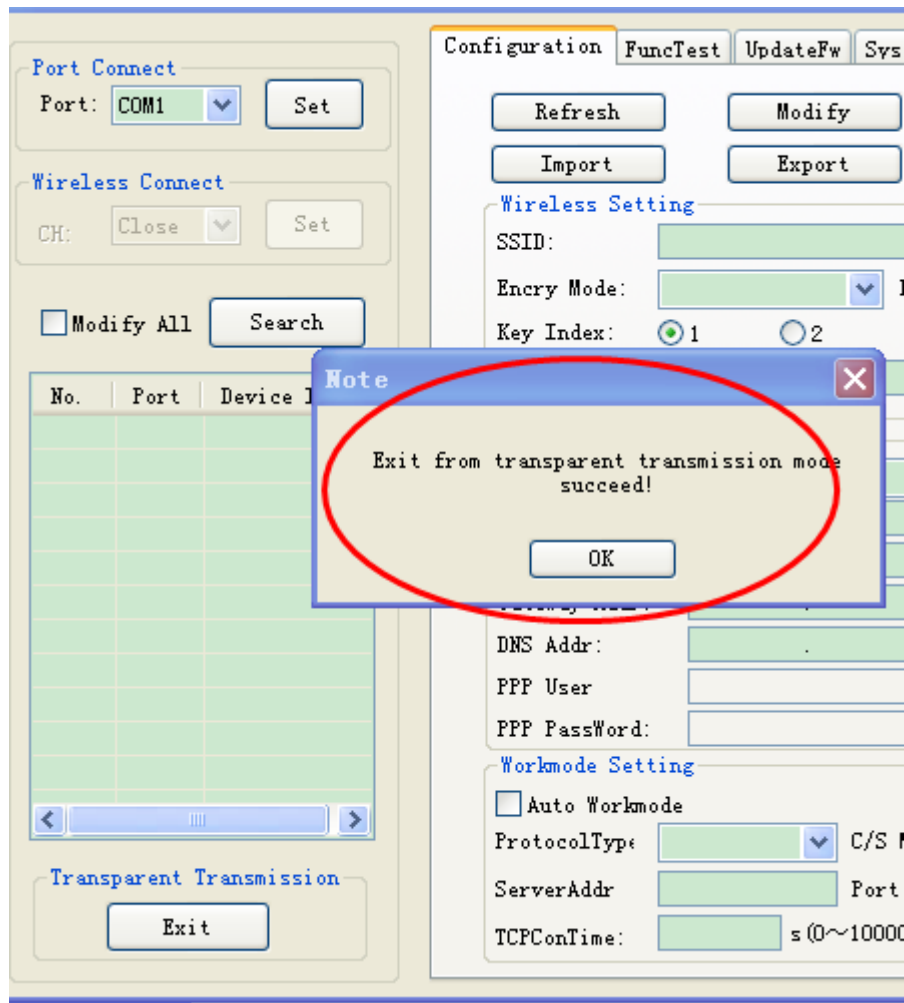 Port Connect
Port: COM1 Set
Wireless Connect
CH: Close Set
Modify All Search
No. Port Device
Configuration FuncTest UpdateFw Sys
Refresh Modify
Import Export
Wireless Setting
SSID:
Encry Mode:
Key Index: 1 2
Note
Exit from transparent transmission mode
succeed!
OK
DNS Addr:
PPP User
PPP PassWord:
Workmode Setting
Auto Workmode
ProtocolType C/S
ServerAddr Port
TCPConTime: s(0～10000
Transparent Transmission
Exit